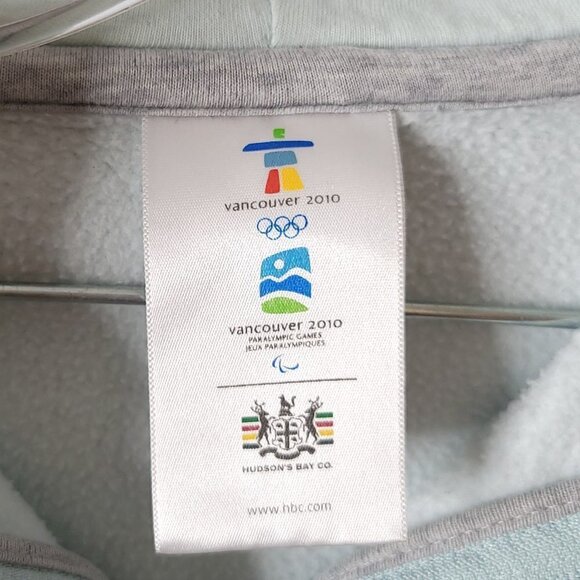 vancouver 2010
vancouver 2010
PARALYMPIC GAMES
JEUX PARALYMPIQUES
HUDSON'S BAY CO.
www.hbc.com